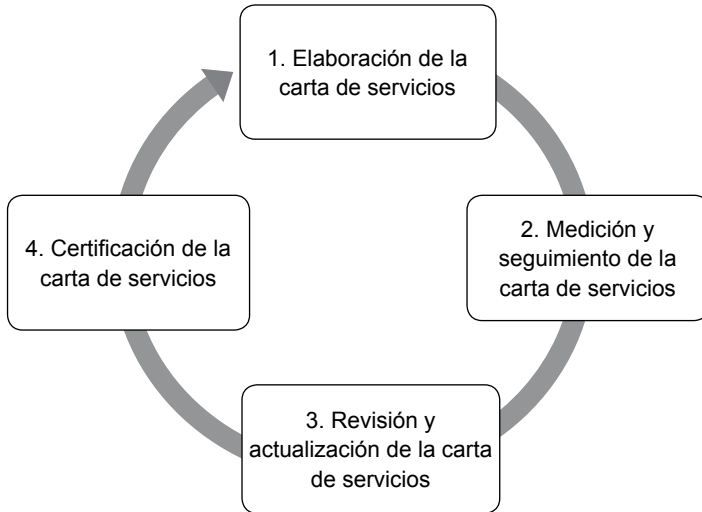 1. Elaboración de la
carta de servicios
2. Medición y
seguimiento de la
carta de servicios
3. Revisión y
actualización de la carta
de servicios
4. Certificación de la
carta de servicios